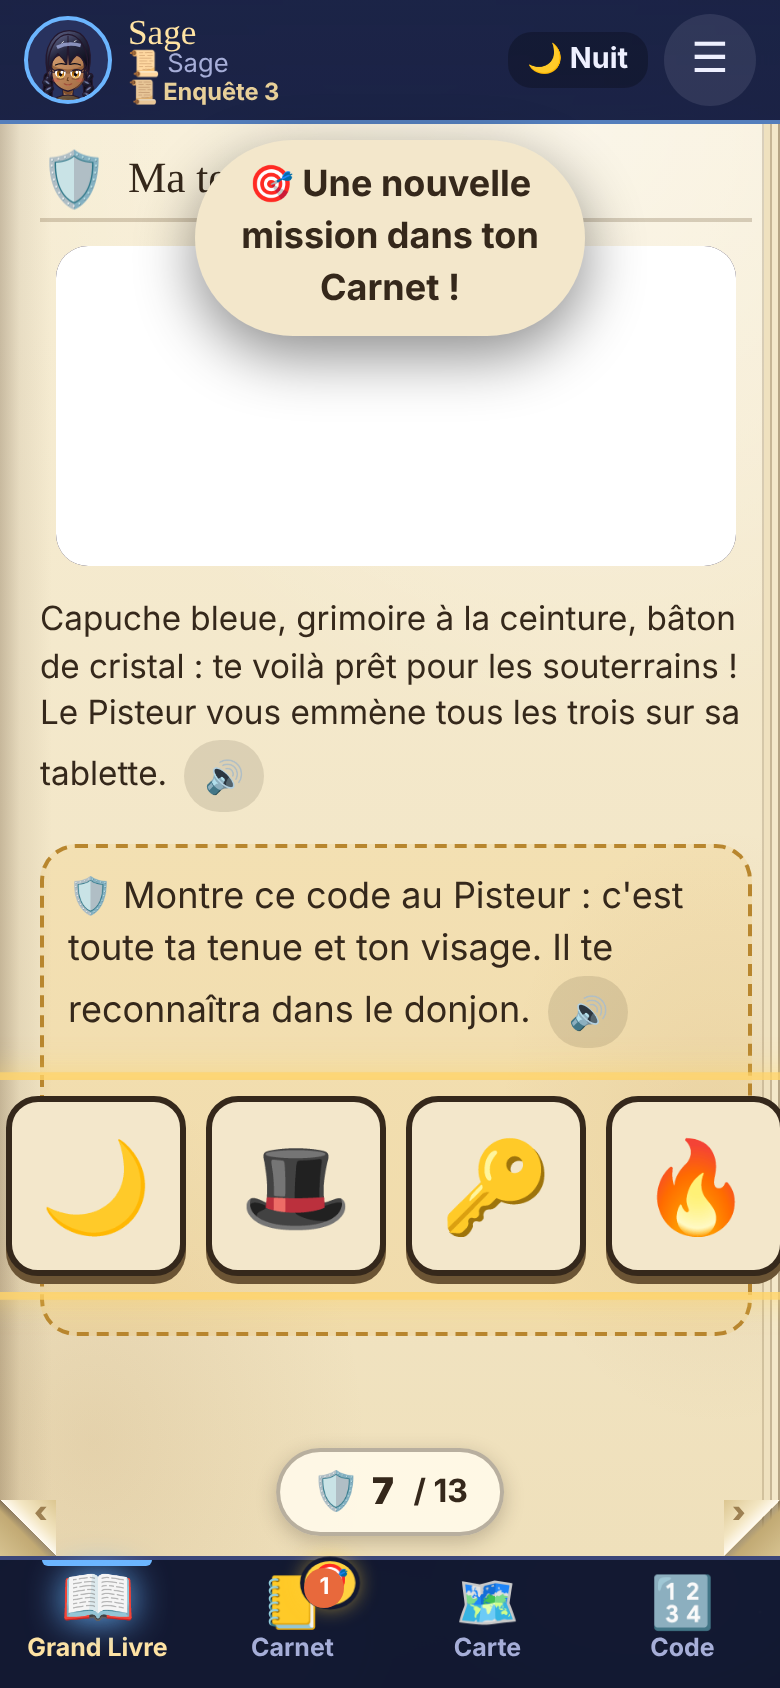 Sage
Sage
Enquête 3
Nuit
Ma
Une nouvelle
mission dans ton
Carnet !
Capuche bleue, grimoire à la ceinture, bâton
de cristal : te voilà prêt pour les souterrains !
Le Pisteur vous emmène tous les trois sur sa
tablette.
Montre ce code au Pisteur : c'est
toute ta tenue et ton visage. Il te
reconnaîtra dans le donjon.
7 / 13
1
1 2
3 4
Grand Livre
Carnet
Carte
Code